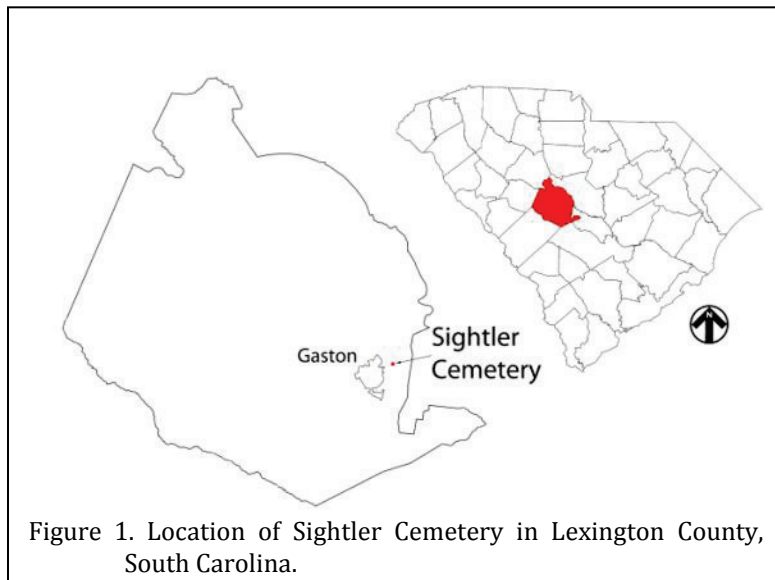 Gaston
Sightler
Cemetery
N
Figure 1. Location of Sightler Cemetery in Lexington County,
South Carolina.